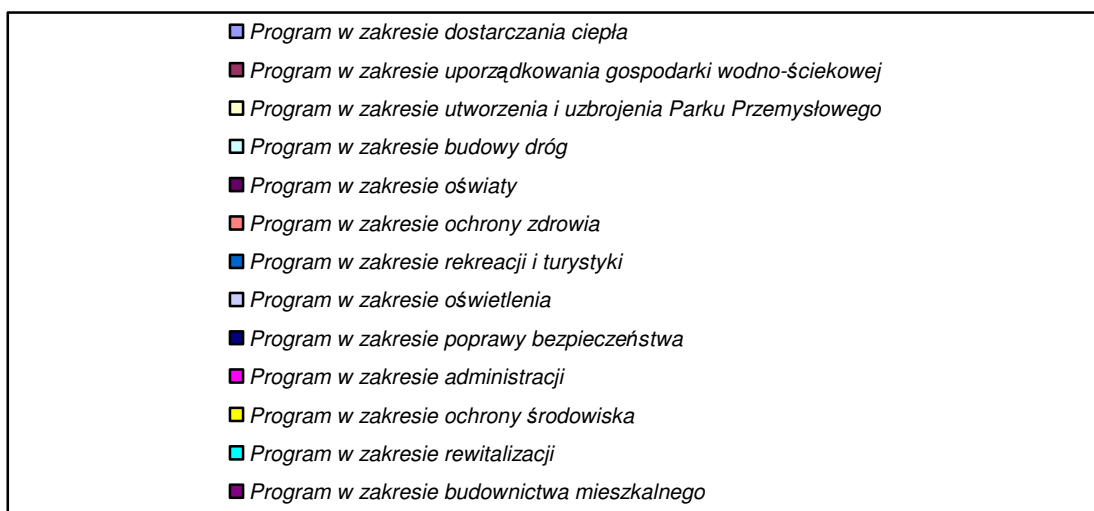 Program w zakresie dostarczania ciepła
Program w zakresie uporządkowania gospodarki wodno-ściekowej
Program w zakresie utworzenia i uzbrojenia Parku Przemysłowego
Program w zakresie budowy dróg
Program w zakresie oświaty
Program w zakresie ochrony zdrowia
Program w zakresie rekreacji i turystyki
Program w zakresie oświetlenia
Program w zakresie poprawy bezpieczeństwa
Program w zakresie administracji
Program w zakresie ochrony środowiska
Program w zakresie rewitalizacji
Program w zakresie budownictwa mieszkalnego